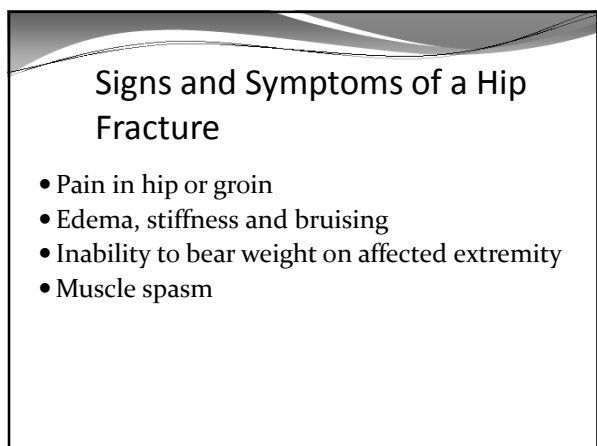 Signs and Symptoms of a Hip
Fracture
• Pain in hip or groin
• Edema, stiffness and bruising
• Inability to bear weight on affected extremity
• Muscle spasm